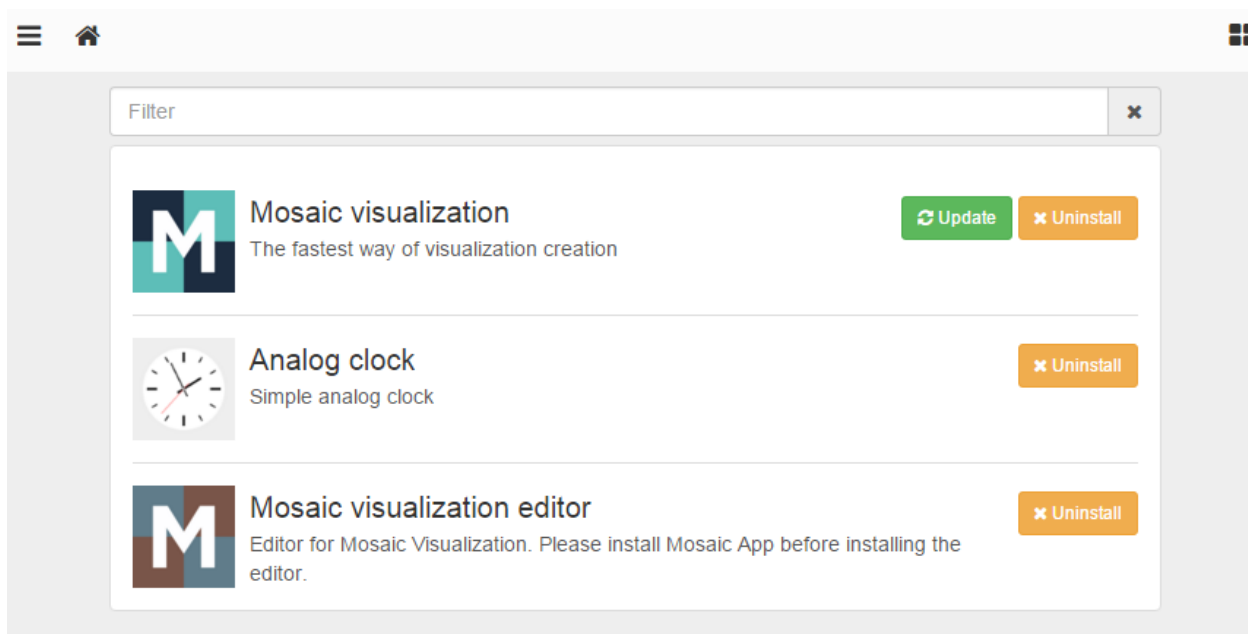 Filter
Mosaic visualization
Update
Uninstall
The fastest way of visualization creation
Analog clock
Uninstall
Simple analog clock
Mosaic visualization editor
Uninstall
Editor for Mosaic Visualization. Please install Mosaic App before installing the
editor.
M
M